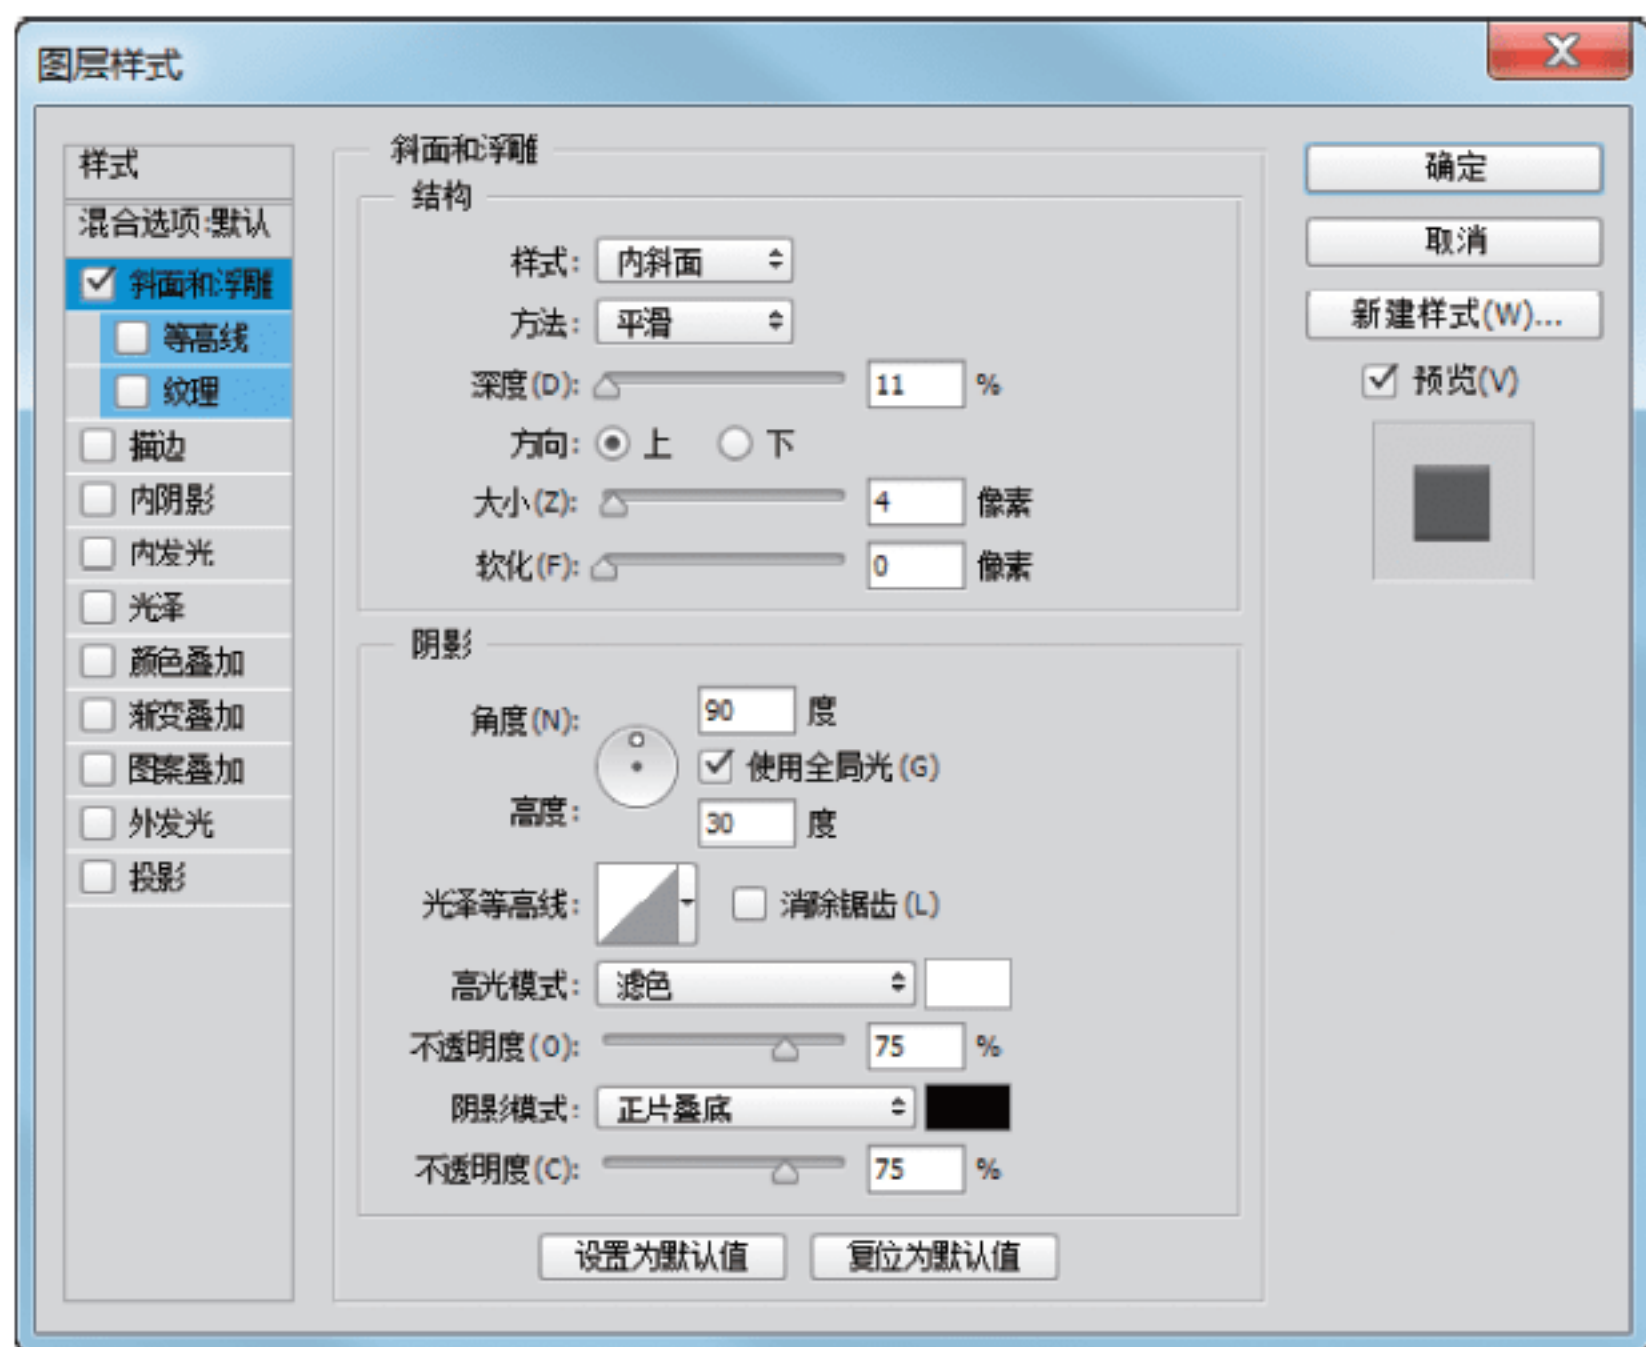 图层样式
样式
混合选项:默认
斜面和浮雕
等高线
纹理
描边
内阴影
内发光
光泽
颜色叠加
渐变叠加
图案叠加
外发光
投影
斜面和浮雕
结构
样式: 内斜面
方法: 平滑
深度(D): 11 %
方向: 上 下
大小(Z): 4 像素
软化(F): 0 像素
阴影
角度(N): 90 度
使用全局光(G)
高度: 30 度
光泽等高线: 消除锯齿(L)
高光模式: 滤色
不透明度(O): 75 %
阴影模式: 正片叠底
不透明度(C): 75 %
设置为默认值 复位为默认值
确定
取消
新建样式(W)...
预览(V)